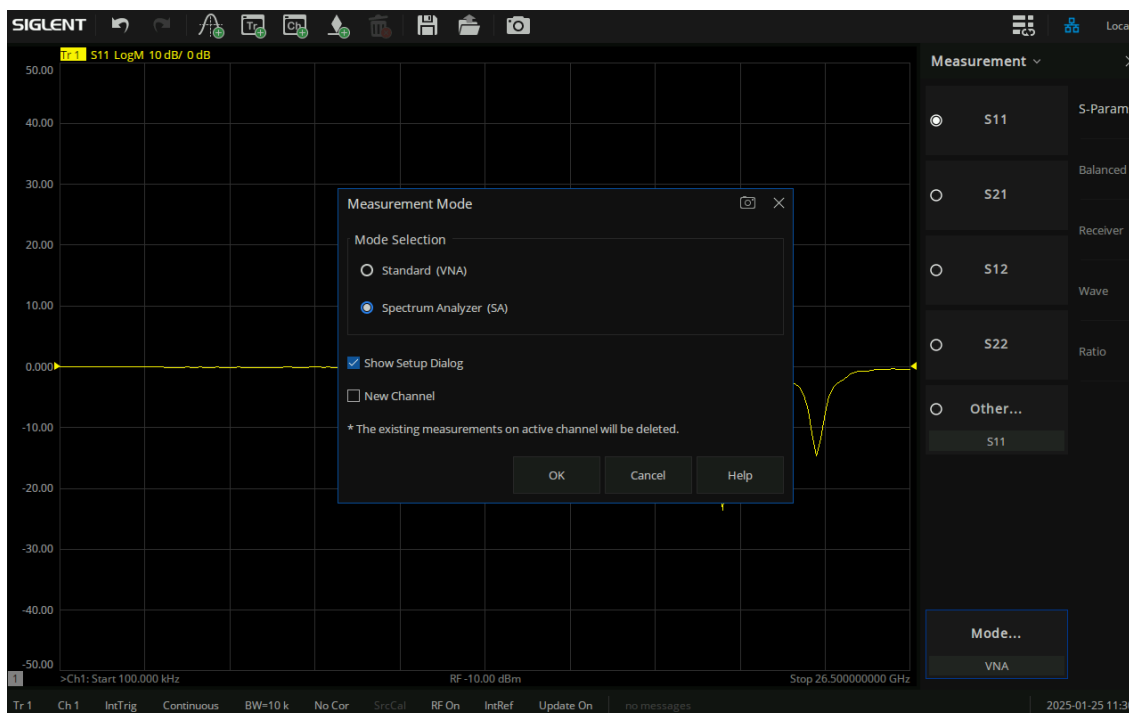 SIGLENT Tr Ch Loca
Tr 1 S11 LogM 10 dB/ 0 dB
50.00
40.00
30.00
20.00
10.00
0.000
-10.00
-20.00
-30.00
-40.00
-50.00
1 >Ch1: Start 100.000 kHz RF -10.00 dBm Stop 26.500000000 GHz
Measurement Mode
Mode Selection
Standard (VNA)
Spectrum Analyzer (SA)
Show Setup Dialog
New Channel
* The existing measurements on active channel will be deleted.
OK Cancel Help
Measurement
S11
S21
S12
S22
Other...
S11
Mode...
VNA
S-Param
Balanced
Receiver
Wave
Ratio
Tr 1 Ch 1 IntTrig Continuous BW=10 k No Cor SrcCal RF On IntRef Update On no messages 2025-01-25 11:3